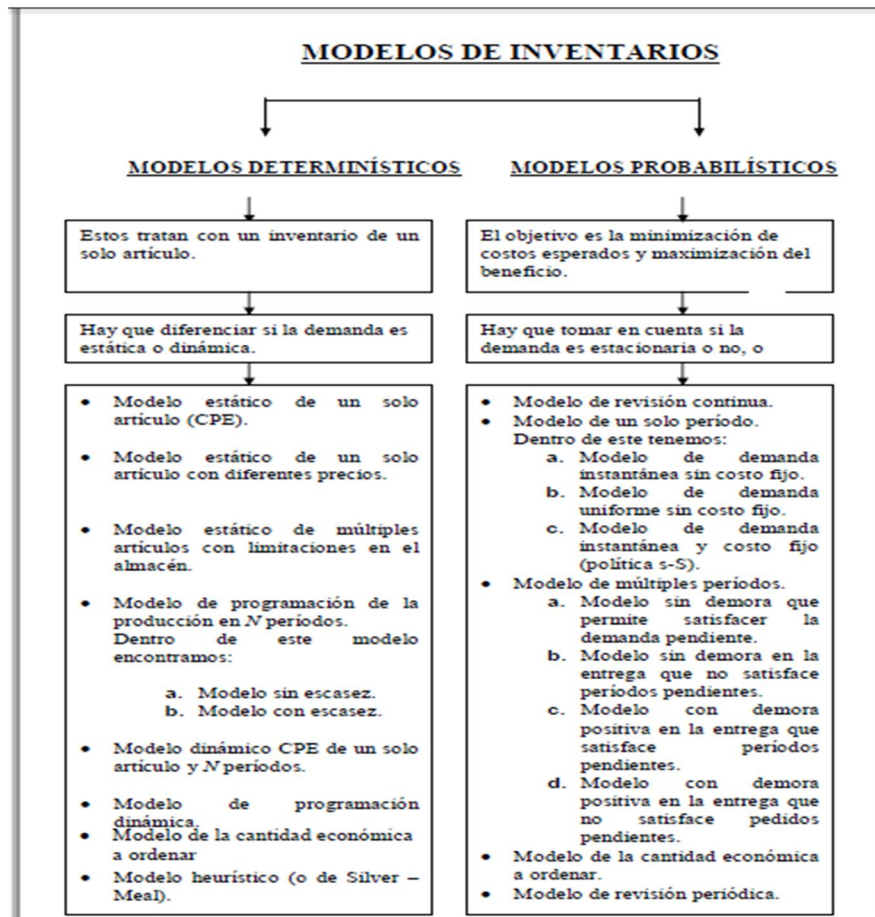 MODELOS DE INVENTARIOS
MODELOS DETERMINÍSTICOS
Estos tratan con un inventario de un
solo artículo.
Hay que diferenciar si la demanda es
estática o dinámica.
• Modelo estático de un solo
artículo (CPE).
• Modelo estático de un solo
artículo con diferentes precios.
• Modelo estático de múltiples
artículos con limitaciones en el
almacén.
• Modelo de programación de la
producción en N períodos.
Dentro de este modelo
encontramos:
a. Modelo sin escasez.
b. Modelo con escasez.
• Modelo dinámico CPE de un solo
artículo y N períodos.
• Modelo de programación
dinámica.
• Modelo de la cantidad económica
a ordenar
• Modelo heurístico (o de Silver –
Meal).
MODELOS PROBABILÍSTICOS
El objetivo es la minimización de
costos esperados y maximización del
beneficio.
Hay que tomar en cuenta si la
demanda es estacionaria o no, o
• Modelo de revisión continua.
• Modelo de un solo período.
Dentro de este tenemos:
a. Modelo de demanda
instantánea sin costo fijo.
b. Modelo de demanda
uniforme sin costo fijo.
c. Modelo de demanda
instantánea y costo fijo
(política s-S).
• Modelo de múltiples períodos.
a. Modelo sin demora que
permite satisfacer la
demanda pendiente.
b. Modelo sin demora en la
entrega que no satisface
períodos pendientes.
c. Modelo con demora
positiva en la entrega que
satisface períodos
pendientes.
d. Modelo con demora
positiva en la entrega que
no satisface pedidos
pendientes.
• Modelo de la cantidad económica
a ordenar.
• Modelo de revisión periódica.